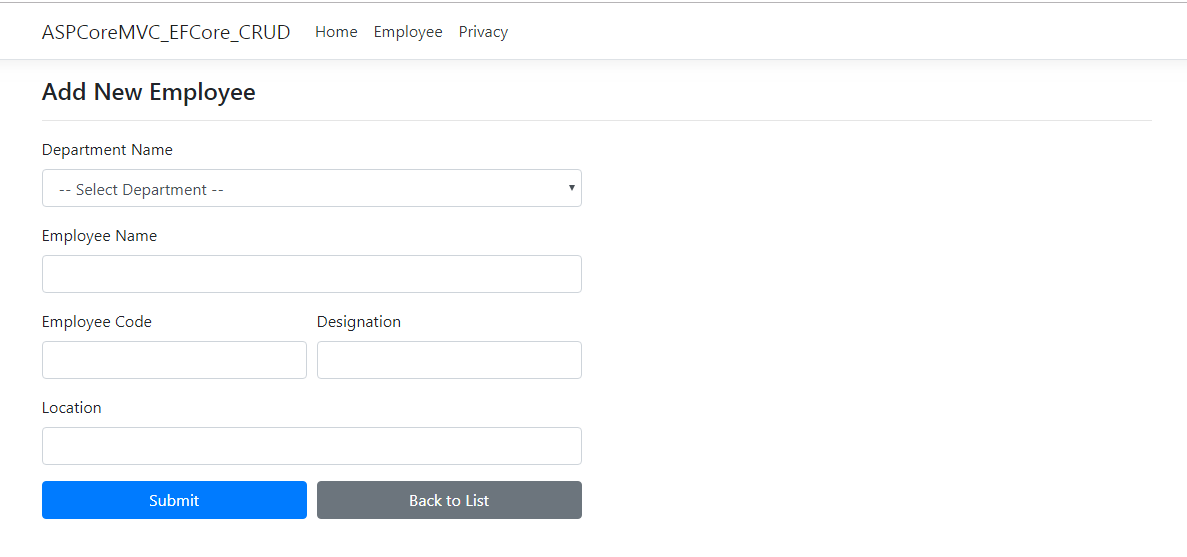 ASPCoreMVC_EFCore_CRUD Home Employee Privacy
Add New Employee
Department Name
-- Select Department --
Employee Name
Employee Code Designation
Location
Submit Back to List